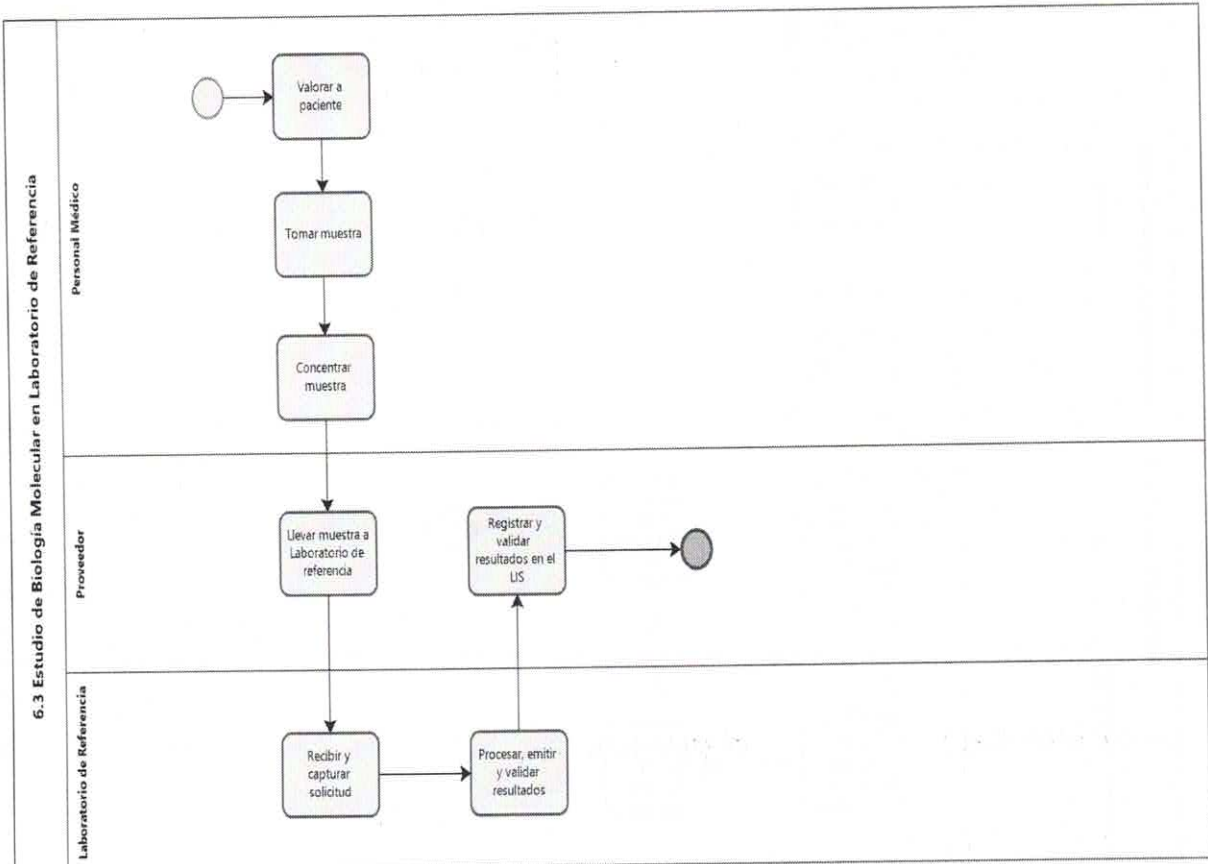 6.3 Estudio de Biología Molecular en Laboratorio de Referencia
Personal Médico
Valorar a
paciente
Tomar muestra
Concentrar
muestra
Proveedor
Llevar muestra a
Laboratorio de
referencia
Registrar y
validar
resultados en el
LIS
Laboratorio de Referencia
Recibir y
capturar
solicitud
Procesar, emitir
y validar
resultados